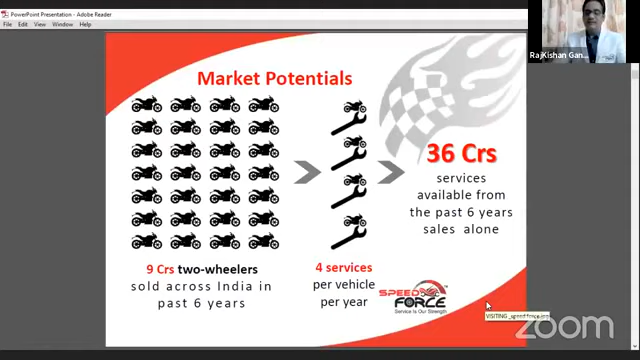 PowerPoint Presentation - Adobe Reader
File Edit View Window Help
RajKishan Gan...
Market Potentials
36 Crs
services
available from
the past 6 years
sales alone
9 Crs two-wheelers
sold across India in
past 6 years
4 services
per vehicle
per year
SPEED
FORCE
Service is Our Strength
zoom